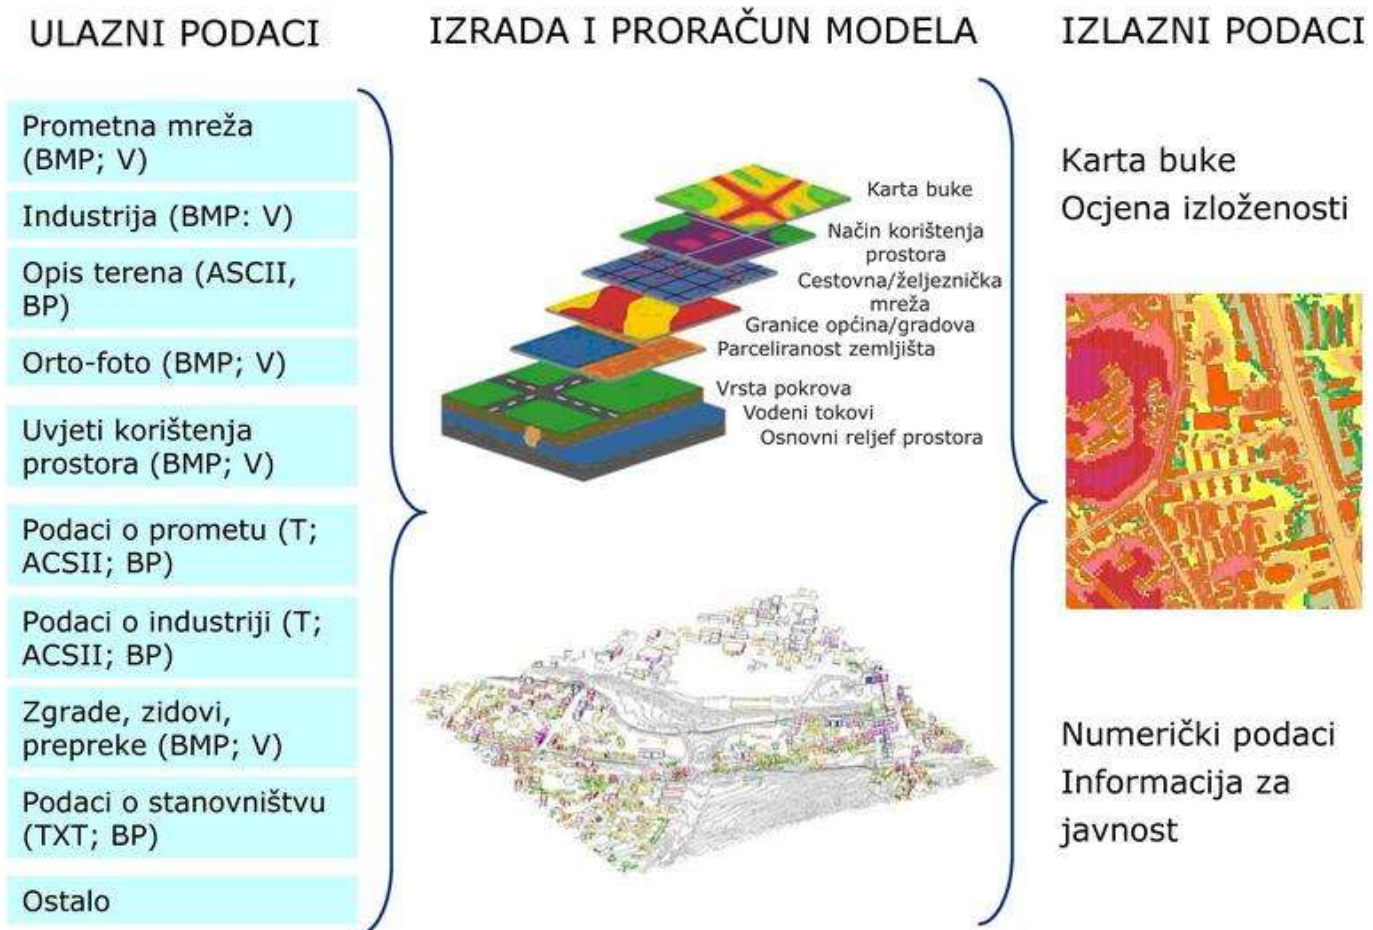 ULAZNI PODACI
IZRADA I PRORAČUN MODELA
IZLAZNI PODACI
Prometna mreža
(BMP; V)
Industrija (BMP: V)
Opis terena (ASCII,
BP)
Orto-foto (BMP; V)
Uvjeti korištenja
prostora (BMP; V)
Podaci o prometu (T;
ACSII; BP)
Podaci o industriji (T;
ACSII; BP)
Zgrade, zidovi,
prepreke (BMP; V)
Podaci o stanovništvu
(TXT; BP)
Ostalo
Karta buke
Način korištenja
prostora
Cestovna/željeznička
mreža
Granice općina/gradova
Parceliranost zemljišta
Vrsta pokrova
Vodeni tokovi
Osnovni reljef prostora
Karta buke
Ocjena izloženosti
Numerički podaci
Informacija za
javnost